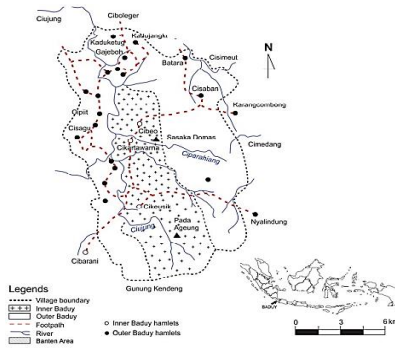 Ciboleger
Ciujung
Kadujangkung
Kaduketug
Gajeboh
Batara
Cisimeut
N
Cisaban
Karangcombong
Cipiit
Cisagu
Cibeo
Sasaka Domas
Cikartawarna
Cimedang
Ciparahiang
Cikeusik
Pada Ageung
Nyalindung
Ciujung
Cibarani
Gunung Kendeng
Legends
Village boundary
Inner Baduy
Outer Baduy
Footpath
River
Banten Area
Inner Baduy hamlets
Outer Baduy hamlets
BADUY
0 3 6 km